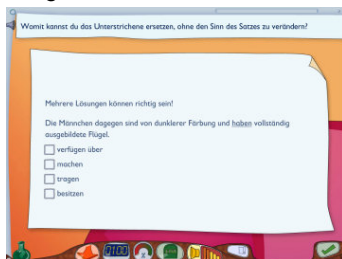 Womit kannst du das Unterstrichene ersetzen, ohne den Sinn des Satzes zu verändern?
Mehrere Lösungen können richtig sein!
Die Männchen dagegen sind von dunklerer Färbung und haben vollständig
ausgebildete Flügel.
verfügen über
machen
tragen
besitzen